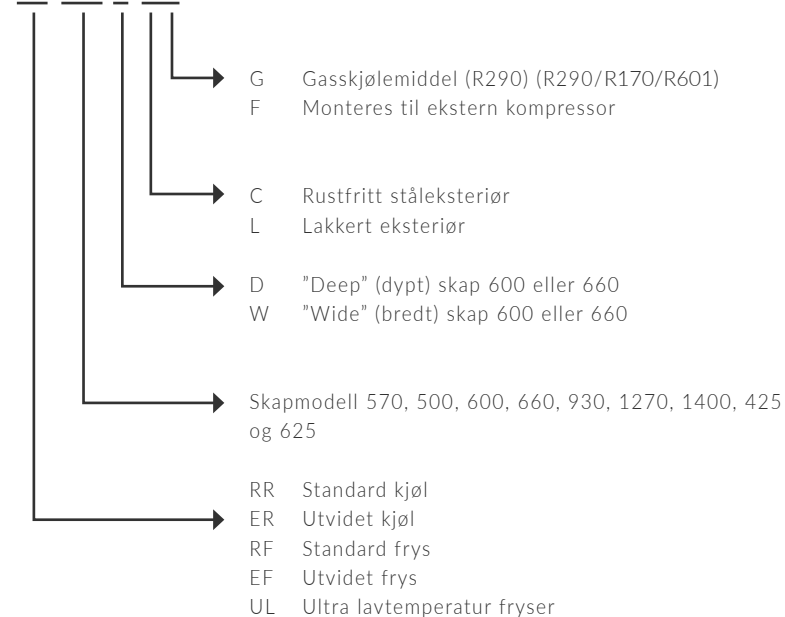 G Gasskjølemiddel (R290) (R290/R170/R601)
F Monteres til ekstern kompressor
C Rustfritt ståleksteriør
L Lakkert eksteriør
D ”Deep” (dypt) skap 600 eller 660
W ”Wide” (bredt) skap 600 eller 660
Skapmodell 570, 500, 600, 660, 930, 1270, 1400, 425
og 625
RR Standard kjøl
ER Utvidet kjøl
RF Standard frys
EF Utvidet frys
UL Ultra lavtemperatur fryser